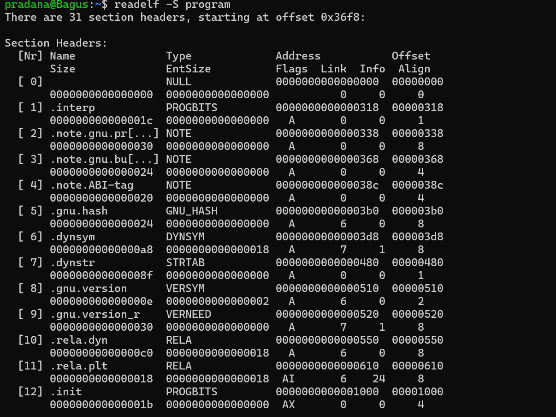 pradana@Bagus:~$ readelf -S program
There are 31 section headers, starting at offset 0x36f8:

Section Headers:
  [Nr] Name              Type             Address           Offset
       Size              EntSize          Flags  Link  Info  Align
  [ 0]                   NULL             0000000000000000  00000000
       0000000000000000  0000000000000000           0     0     0
  [ 1] .interp           PROGBITS         0000000000000318  00000318
       000000000000001c  0000000000000000   A       0     0     1
  [ 2] .note.gnu.pr[...] NOTE             0000000000000338  00000338
       0000000000000030  0000000000000000   A       0     0     8
  [ 3] .note.gnu.bu[...] NOTE             0000000000000368  00000368
       0000000000000024  0000000000000000   A       0     0     4
  [ 4] .note.ABI-tag     NOTE             000000000000038c  0000038c
       0000000000000020  0000000000000000   A       0     0     4
  [ 5] .gnu.hash         GNU_HASH         00000000000003b0  000003b0
       0000000000000024  0000000000000000   A       6     0     8
  [ 6] .dynsym           DYNSYM           00000000000003d8  000003d8
       00000000000000a8  0000000000000018   A       7     1     8
  [ 7] .dynstr           STRTAB           0000000000000480  00000480
       000000000000008f  0000000000000000   A       0     0     1
  [ 8] .gnu.version      VERSYM           0000000000000510  00000510
       000000000000000e  0000000000000002   A       6     0     2
  [ 9] .gnu.version_r    VERNEED          0000000000000520  00000520
       0000000000000030  0000000000000000   A       7     1     8
  [10] .rela.dyn         RELA             0000000000000550  00000550
       00000000000000c0  0000000000000018   A       6     0     8
  [11] .rela.plt         RELA             0000000000000610  00000610
       0000000000000018  0000000000000018  AI       6    24     8
  [12] .init             PROGBITS         0000000000001000  00001000
       000000000000001b  0000000000000000  AX       0     0     4